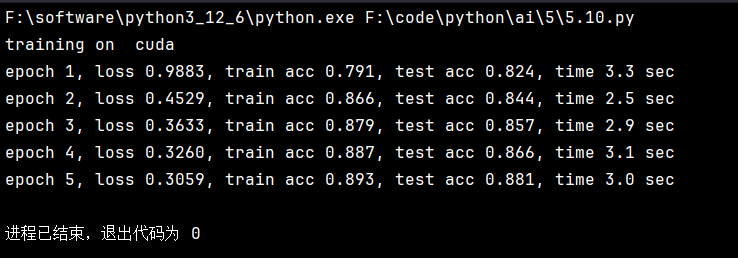 F:\software\python3_12_6\python.exe F:\code\python\ai\5\5.10.py
training on  cuda
epoch 1, loss 0.9883, train acc 0.791, test acc 0.824, time 3.3 sec
epoch 2, loss 0.4529, train acc 0.866, test acc 0.844, time 2.5 sec
epoch 3, loss 0.3633, train acc 0.879, test acc 0.857, time 2.9 sec
epoch 4, loss 0.3260, train acc 0.887, test acc 0.866, time 3.1 sec
epoch 5, loss 0.3059, train acc 0.893, test acc 0.881, time 3.0 sec
进程已结束,退出代码为 0